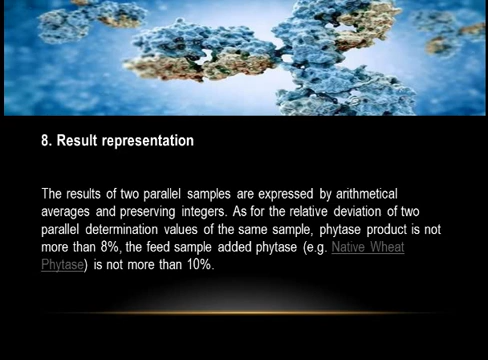 8. Result representation
The results of two parallel samples are expressed by arithmetical
averages and preserving integers. As for the relative deviation of two
parallel determination values of the same sample, phytase product is not
more than 8%, the feed sample added phytase (e.g. Native Wheat
Phytase) is not more than 10%.